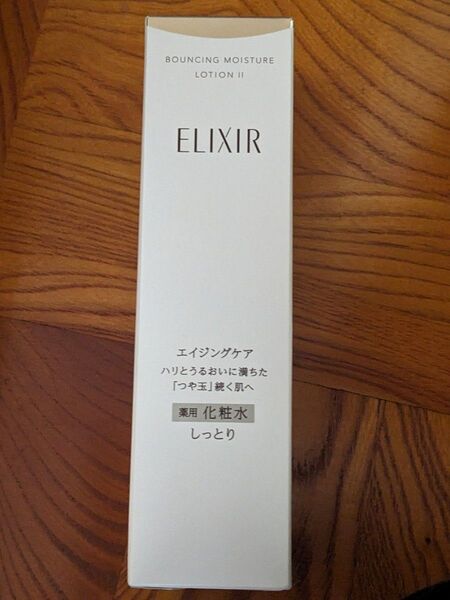 BOUNCING MOISTURE
LOTION II
ELIXIR
エイジングケア
ハリとうるおいに満ちた
「つや玉」続く肌へ
薬用 化粧水
しっとり